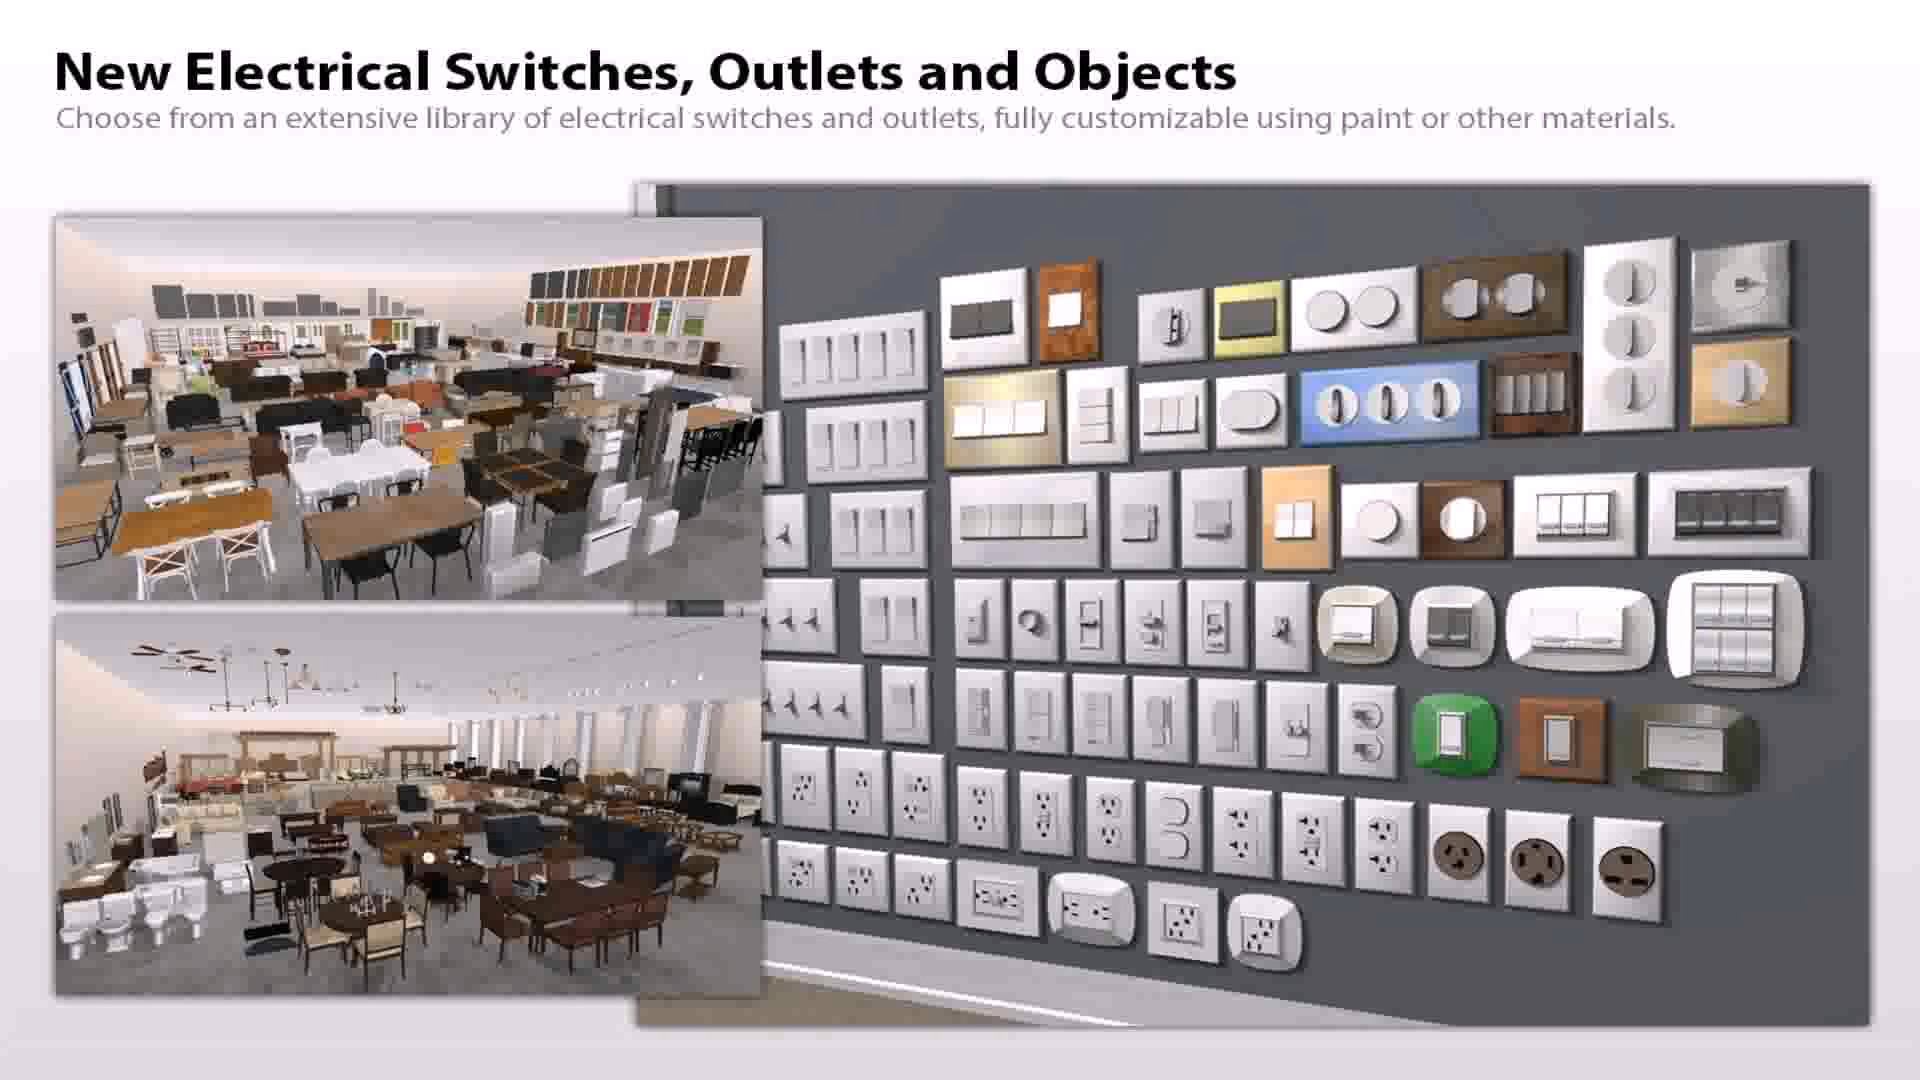 New Electrical Switches, Outlets and Objects
Choose from an extensive library of electrical switches and outlets, fully customizable using paint or other materials.